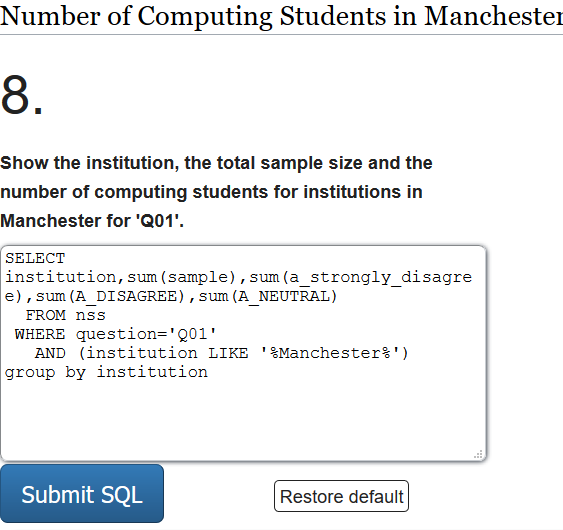 Number of Computing Students in Manchester
8.
Show the institution, the total sample size and the
number of computing students for institutions in
Manchester for 'Q01'.
SELECT
institution,sum(sample),sum(a_strongly_disagre
e),sum(A_DISAGREE),sum(A_NEUTRAL)
FROM nss
WHERE question='Q01'
AND (institution LIKE '%Manchester%')
group by institution
Submit SQL
Restore default